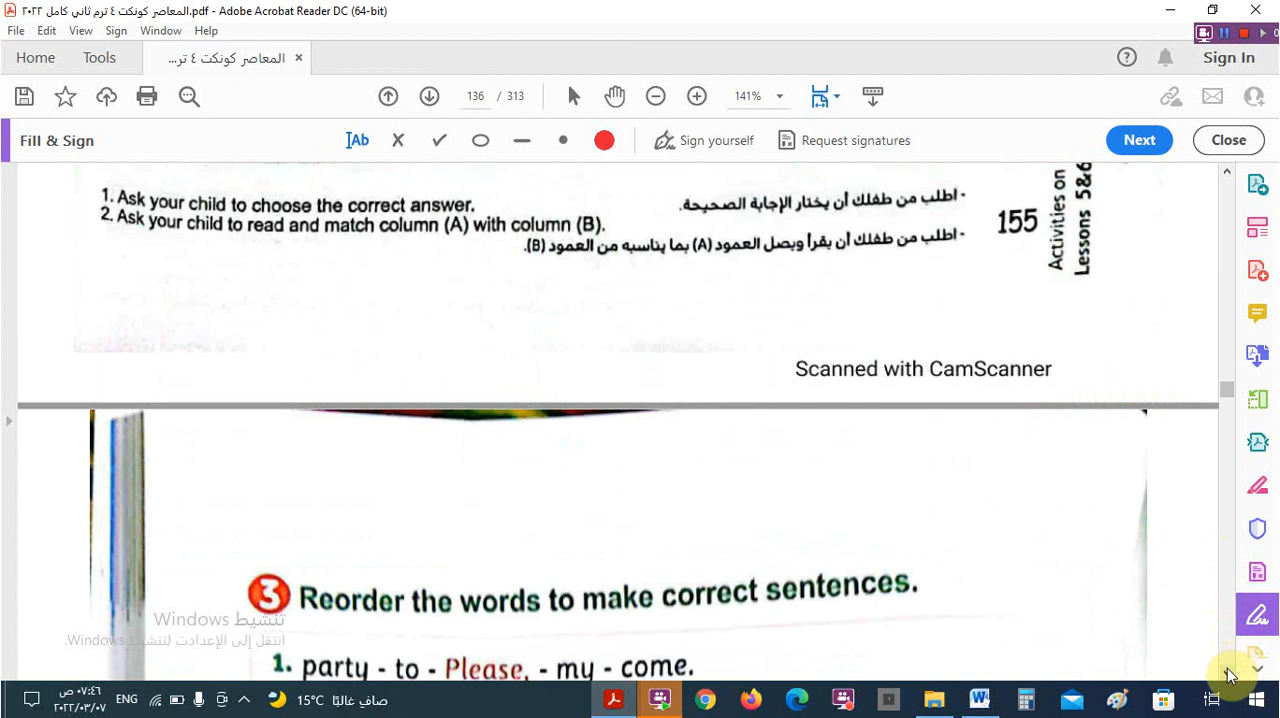 المعاصر كونكت ٤ ترم ثاني كامل ٢٠٢٢.pdf - Adobe Acrobat Reader DC (64-bit)
File Edit View Sign Window Help
Home Tools المعاصر كونكت ٤ تر... × Sign In
136 / 313 141%
Fill & Sign Ab Sign yourself Request signatures Next Close
1. Ask your child to choose the correct answer.
- اطلب من طفلك أن يختار الإجابة الصحيحة.
2. Ask your child to read and match column (A) with column (B).
- اطلب من طفلك أن يقرأ ويصل العمود (A) بما يناسبه من العمود (B).
155
Activities on
Lessons 5&6
Scanned with CamScanner
3 Reorder the words to make correct sentences.
تنشيط Windows
انتقل إلى الإعدادت لتنشيط Windows.
1. party - to - Please, - my - come.
٠٧:٤٦ ص
٢٠٢٢/٠٣/٠٧
ENG
15°C صافي غالبًا